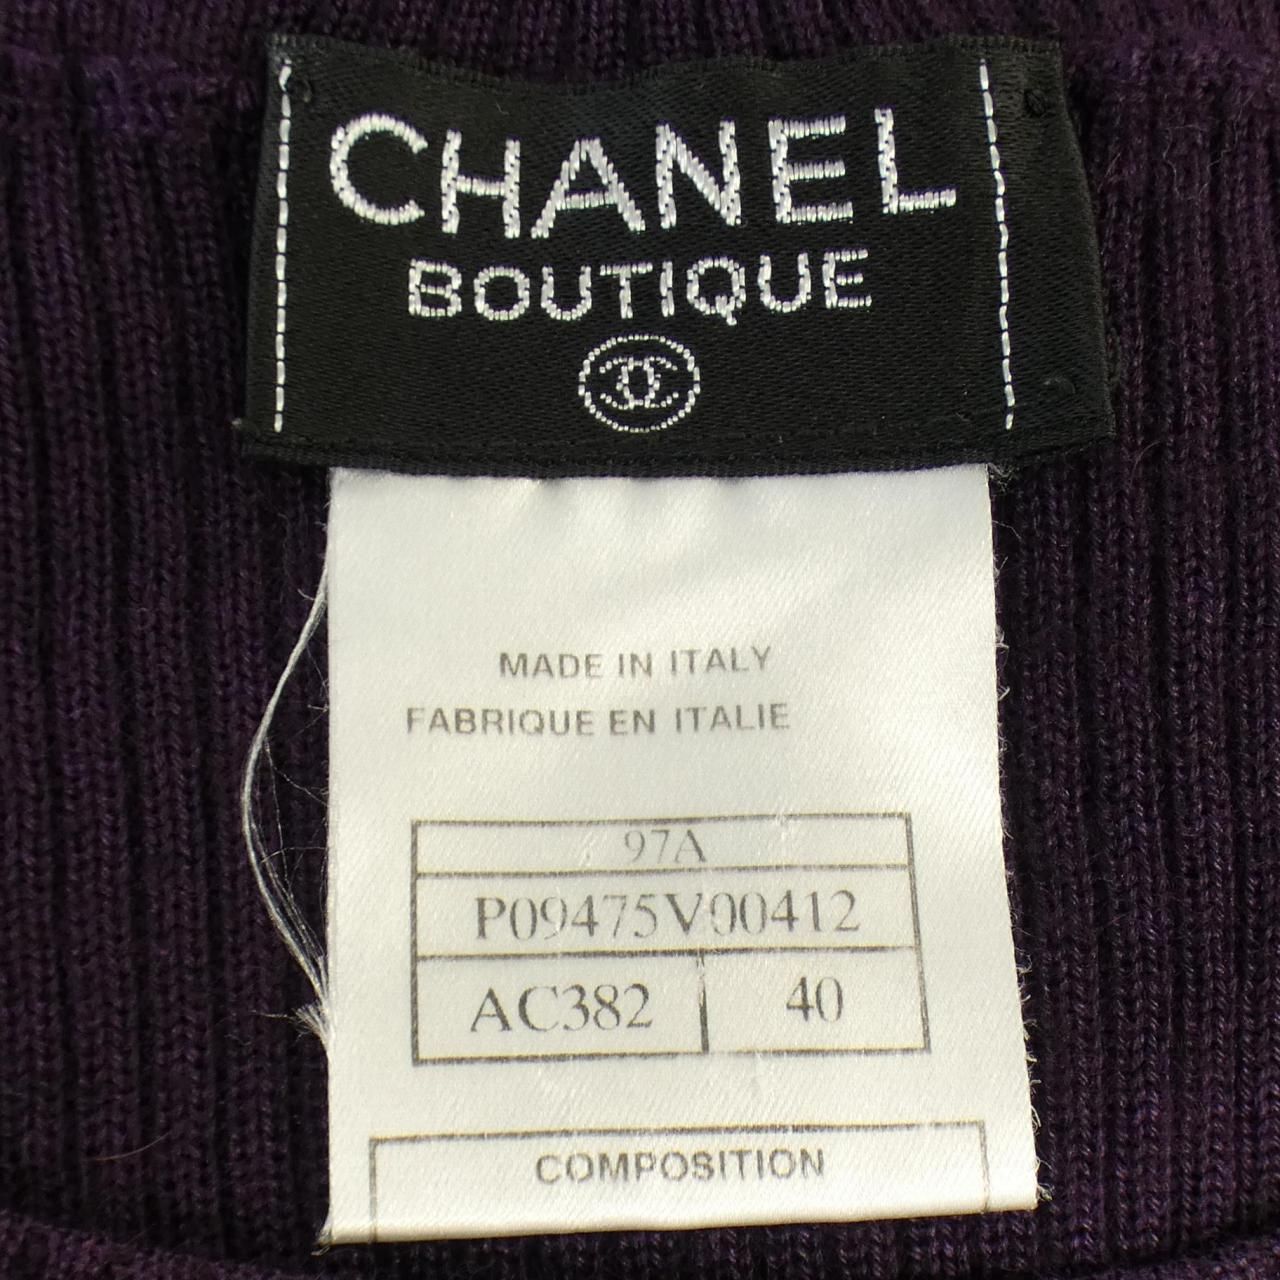 CHANEL
BOUTIQUE
MADE IN ITALY
FABRIQUE EN ITALIE
97A
P09475V00412
AC382 40
COMPOSITION